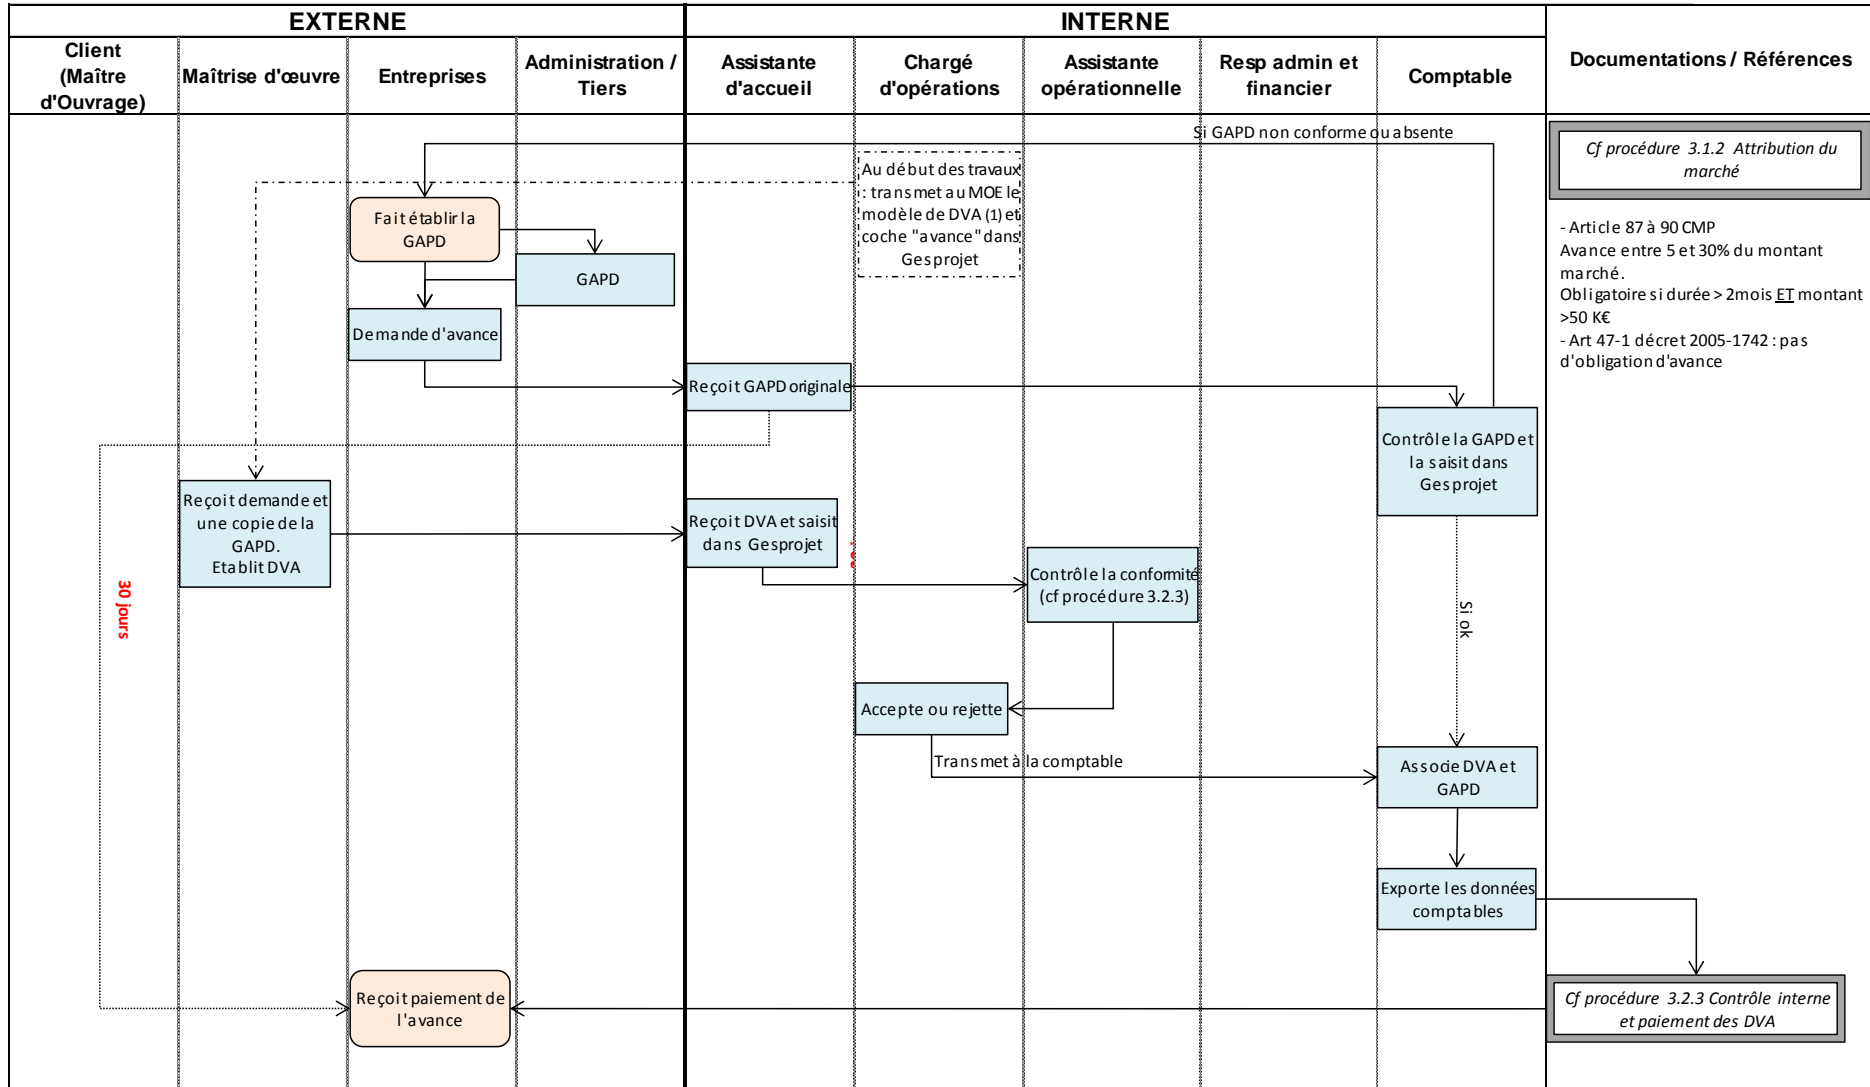 EXTERNE
INTERNE
Client
(Maître
d'Ouvrage)
Maîtrise d'œuvre
Entreprises
Administration /
Tiers
Assistante
d'accueil
Chargé
d'opérations
Assistante
opérationnelle
Resp admin et
financier
Comptable
Documentations / Références
Si GAPD non conforme ou absente
Cf procédure 3.1.2 Attribution du
marché
Au début des travaux
: transmet au MOE le
modèle de DVA (1) et
coche "avance" dans
Gesprojet
Fait établir la
GAPD
GAPD
Demande d'avance
- Article 87 à 90 CMP
Avance entre 5 et 30% du montant
marché.
Obligatoire si durée > 2mois ET montant
>50 K€
- Art 47-1 décret 2005-1742 : pas
d'obligation d'avance
Reçoit GAPD originale
Contrôle la GAPD et
la saisit dans
Gesprojet
Reçoit demande et
une copie de la
GAPD.
Etablit DVA
Reçoit DVA et saisit
dans Gesprojet
Contrôle la conformité
(cf procédure 3.2.3)
30 jours
Si ok
Accepte ou rejette
Transmet à la comptable
Associe DVA et
GAPD
Exporte les données
comptables
Reçoit paiement de
l'avance
Cf procédure 3.2.3 Contrôle interne
et paiement des DVA